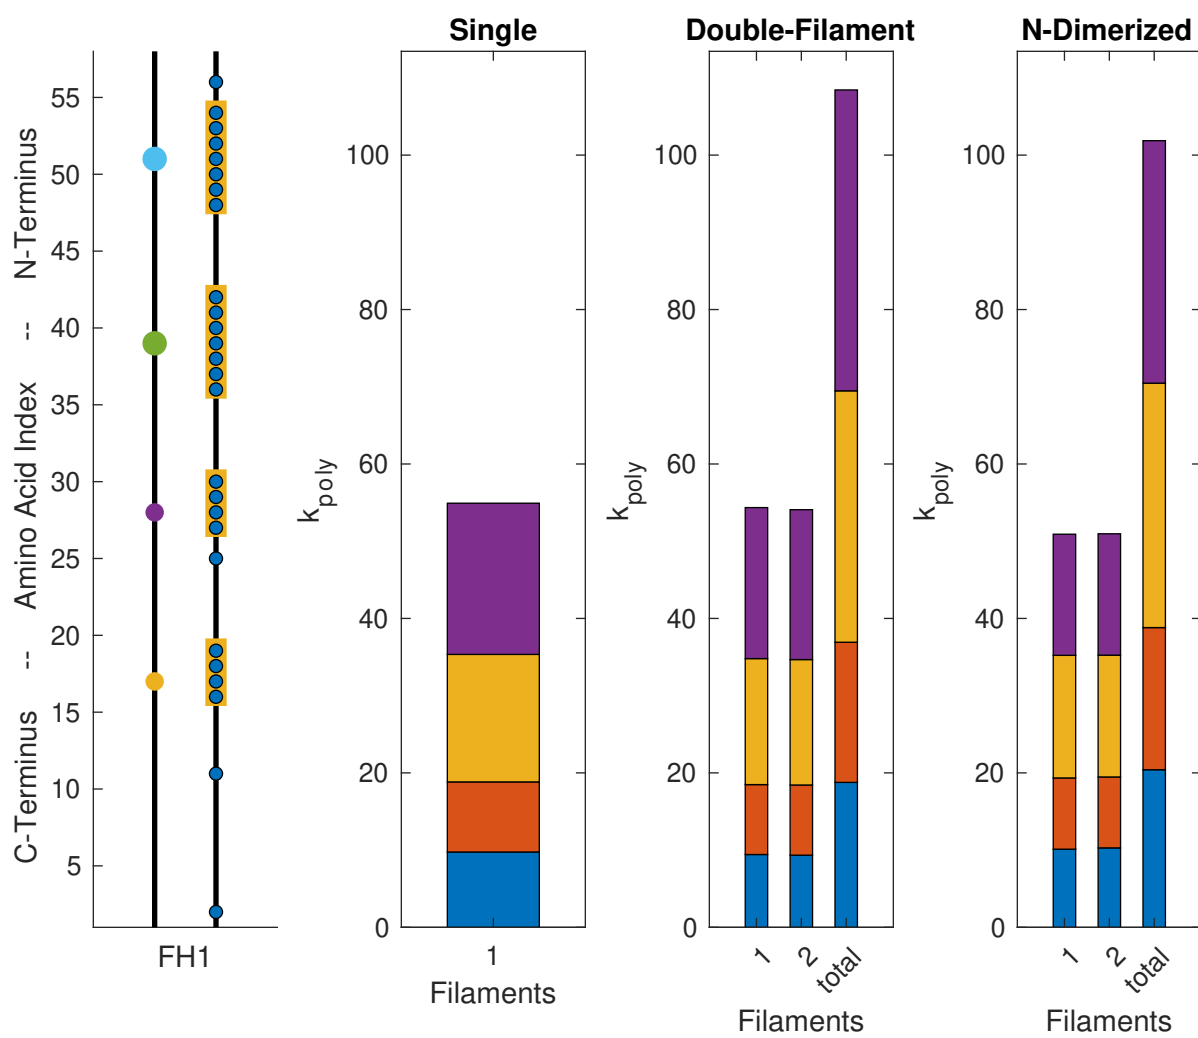 Single
Double-Filament
N-Dimerized
C-Terminus -- Amino Acid Index -- N-Terminus
55
50
45
40
35
30
25
20
15
10
5
FH1
k_poly
100
80
60
40
20
0
1
Filaments
k_poly
100
80
60
40
20
0
1
2
total
Filaments
k_poly
100
80
60
40
20
0
1
2
total
Filaments